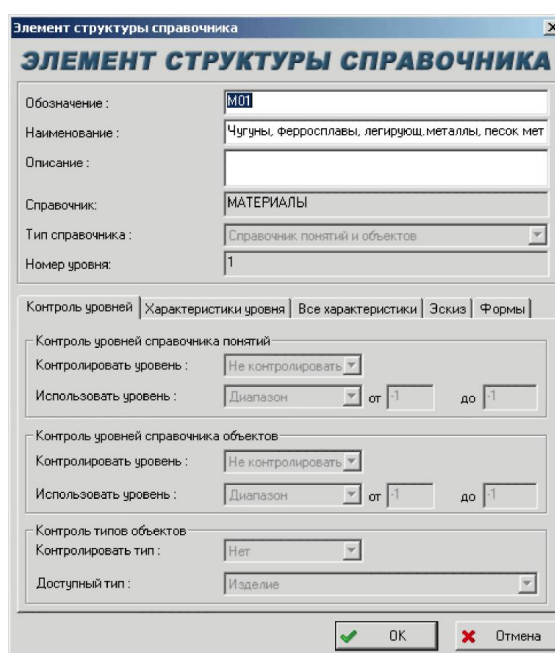 Элемент структуры справочника
ЭЛЕМЕНТ СТРУКТУРЫ СПРАВОЧНИКА
Обозначение : М01
Наименование : Чугуны, ферросплавы, легирующ.металлы, песок мет
Описание :
Справочник: МАТЕРИАЛЫ
Тип справочника : Справочник понятий и объектов
Номер уровня: 1
Контроль уровней Характеристики уровня Все характеристики Эскиз Формы
Контроль уровней справочника понятий
Контролировать уровень : Не контролировать
Использовать уровень : Диапазон от -1 до -1
Контроль уровней справочника объектов
Контролировать уровень : Не контролировать
Использовать уровень : Диапазон от -1 до -1
Контроль типов объектов
Контролировать тип : Нет
Доступный тип : Изделие
OK Отмена